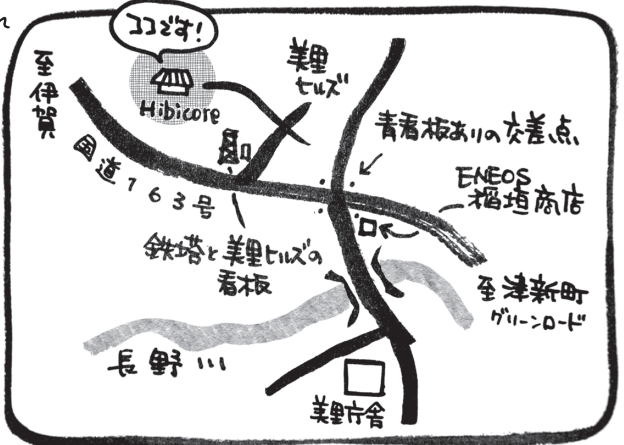 ココです!
至伊賀
Hibicore
美里
ヒルズ
青看板ありの交差点
ENEOS
稲垣商店
国道163号
鉄塔と美里ヒルズの
看板
至津新町
グリーンロード
長野川
美里庁舎